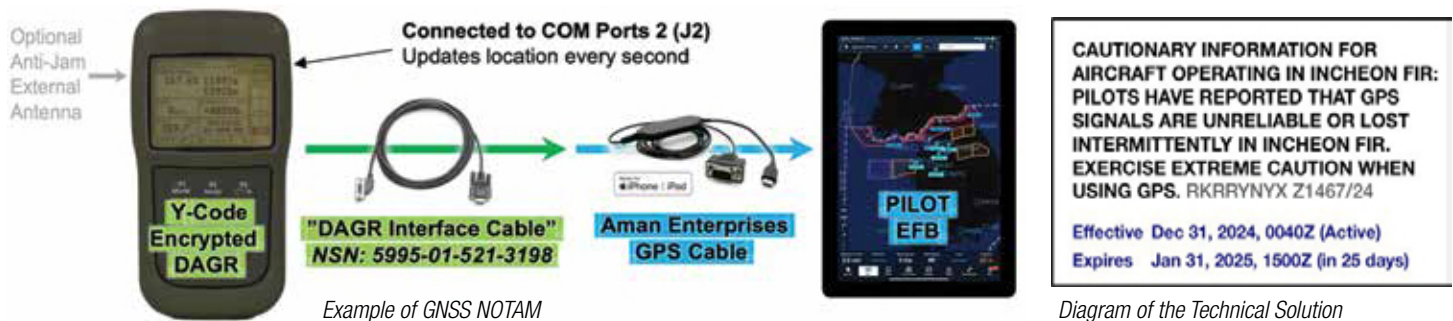 Optional
Anti-Jam
External
Antenna
Connected to COM Ports 2 (J2)
Updates location every second
Y-Code
Encrypted
DAGR
"DAGR Interface Cable"
NSN: 5995-01-521-3198
iPhone | iPod
Aman Enterprises
GPS Cable
PILOT
EFB
Example of GNSS NOTAM
CAUTIONARY INFORMATION FOR
AIRCRAFT OPERATING IN INCHEON FIR:
PILOTS HAVE REPORTED THAT GPS
SIGNALS ARE UNRELIABLE OR LOST
INTERMITTENTLY IN INCHEON FIR.
EXERCISE EXTREME CAUTION WHEN
USING GPS. RKRRYNYX Z1467/24
Effective Dec 31, 2024, 0040Z (Active)
Expires Jan 31, 2025, 1500Z (in 25 days)
Diagram of the Technical Solution